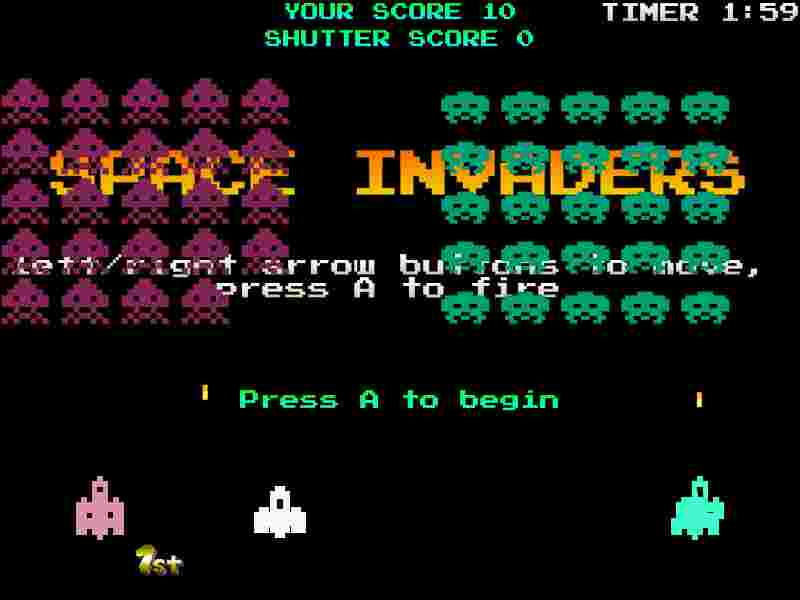 YOUR SCORE 10
TIMER 1:59
SHUTTER SCORE 0
SPACE INVADERS
Left/right arrow buttons to move,
press A to fire
Press A to begin
1st